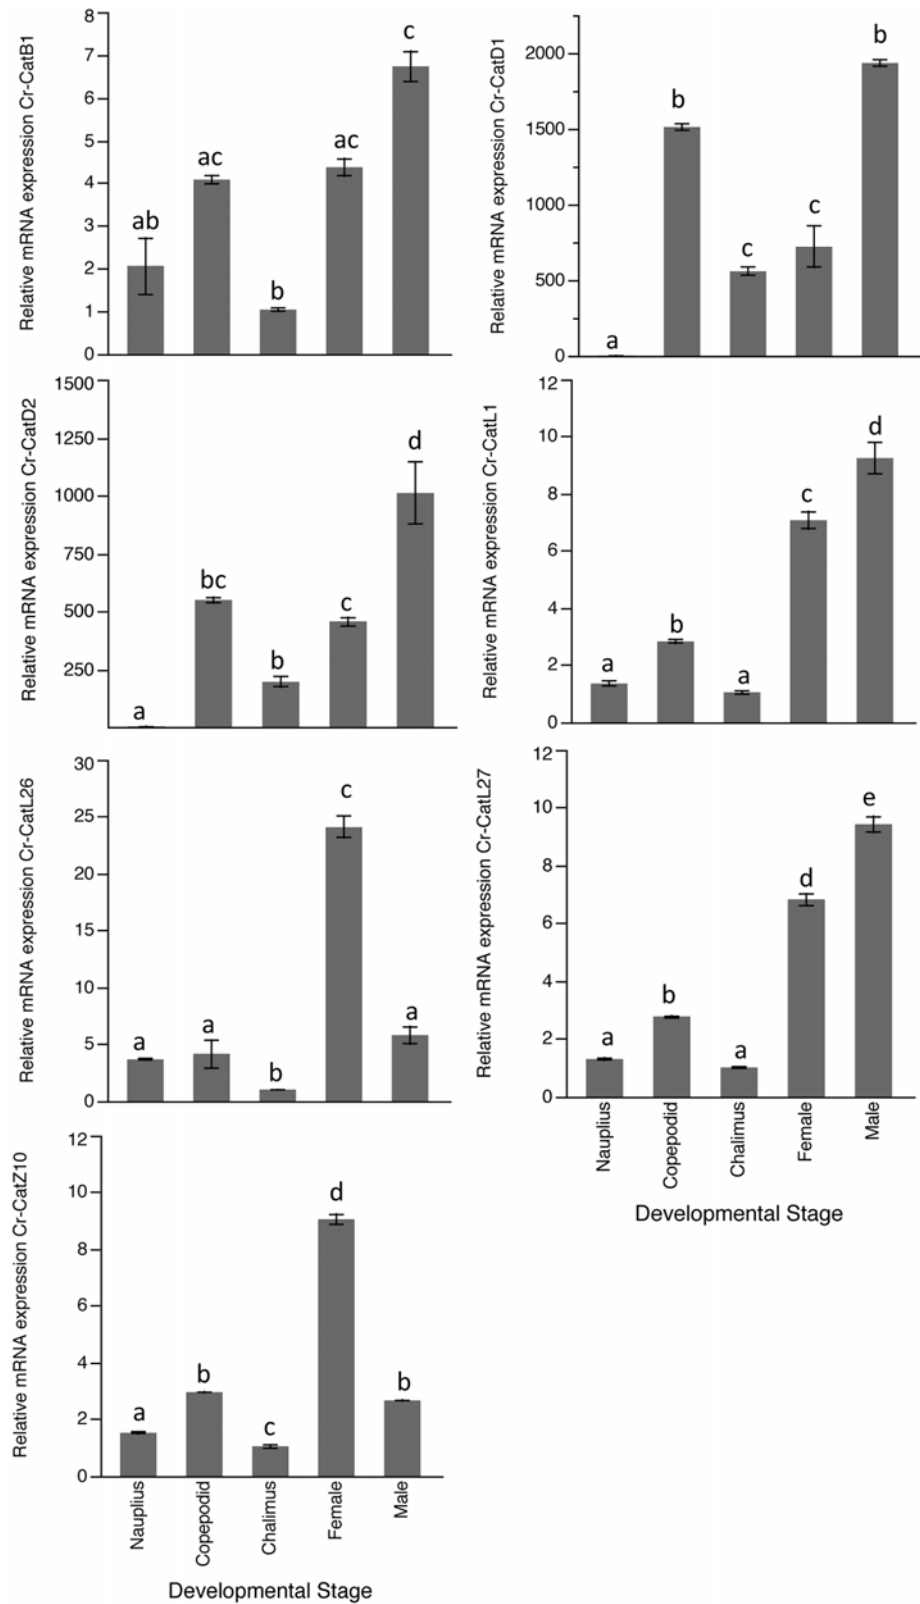 Relative mRNA expression Cr-CatB1
8
7
6
5
4
3
2
1
0
ab
ac
b
ac
c
Relative mRNA expression Cr-CatD1
2000
1500
1000
500
0
a
b
c
c
b
Relative mRNA expression Cr-CatD2
1500
1250
1000
750
500
250
a
bc
b
c
d
Relative mRNA expression Cr-CatL1
12
10
8
6
4
2
0
a
b
a
c
d
Relative mRNA expression Cr-CatL26
30
25
20
15
10
5
0
a
a
b
c
a
Relative mRNA expression Cr-CatL27
12
10
8
6
4
2
0
a
b
a
d
e
Nauplius
Copepodid
Chalimus
Female
Male
Developmental Stage
Relative mRNA expression Cr-CatZ10
12
10
8
6
4
2
0
a
b
c
d
b
Nauplius
Copepodid
Chalimus
Female
Male
Developmental Stage